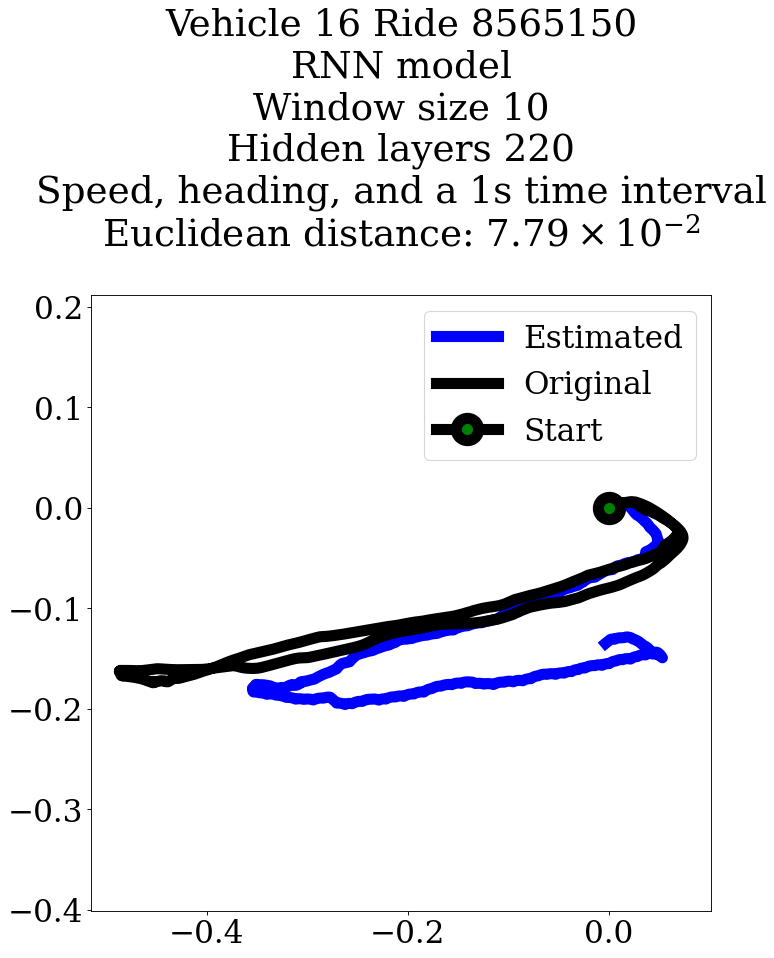 Vehicle 16 Ride 8565150
RNN model
Window size 10
Hidden layers 220
Speed, heading, and a 1s time interval
Euclidean distance: 7.79 × 10⁻²
0.2
0.1
0.0
−0.1
−0.2
−0.3
−0.4
Estimated
Original
Start
−0.4 −0.2 0.0